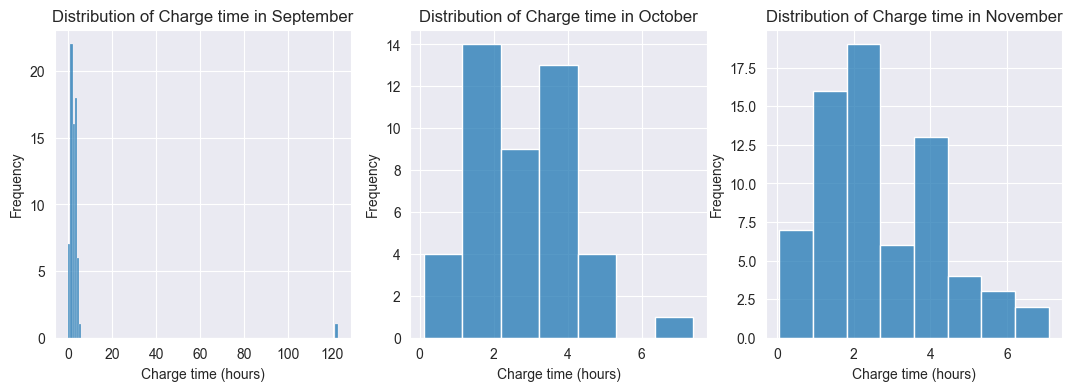 Distribution of Charge time in September
Frequency
20
15
10
5
0
0 20 40 60 80 100 120
Charge time (hours)
Distribution of Charge time in October
Frequency
14
12
10
8
6
4
2
0
0 2 4 6
Charge time (hours)
Distribution of Charge time in November
Frequency
17.5
15.0
12.5
10.0
7.5
5.0
2.5
0.0
0 2 4 6
Charge time (hours)